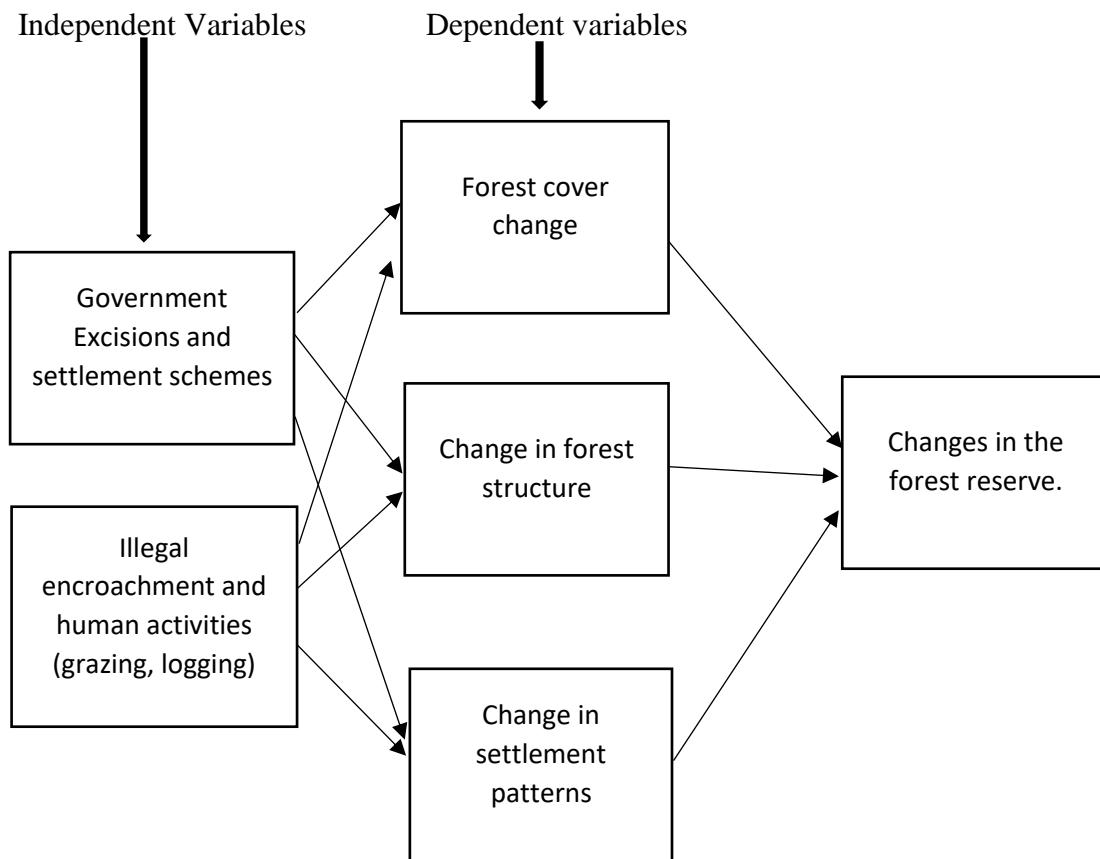 Independent Variables
Dependent variables
Forest cover
change
Government
Excisions and
settlement schemes
Change in forest
structure
Changes in the
forest reserve.
Illegal
encroachment and
human activities
(grazing, logging)
Change in
settlement
patterns